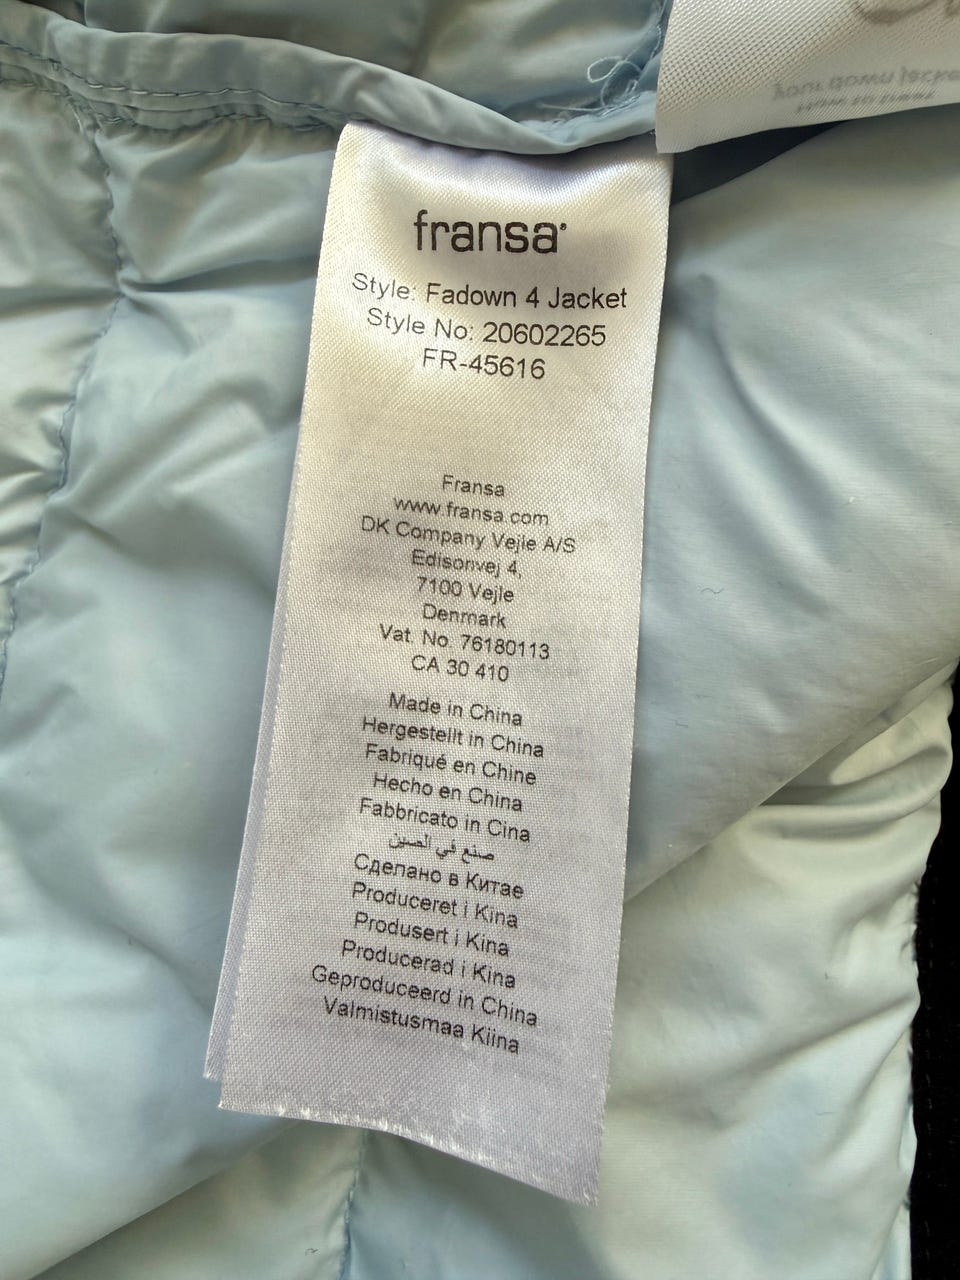 fransa®
Style: Fadown 4 Jacket
Style No: 20602265
FR-45616
Fransa
www.fransa.com
DK Company Vejle A/S
Edisonvej 4,
7100 Vejle
Denmark
Vat. No. 76180113
CA 30 410
Made in China
Hergestellt in China
Fabriqué en Chine
Hecho en China
Fabbricato in Cina
صنع في الصين
Сделано в Китае
Produceret i Kina
Produsert i Kina
Producerad i Kina
Geproduceerd in China
Valmistusmaa Kiina